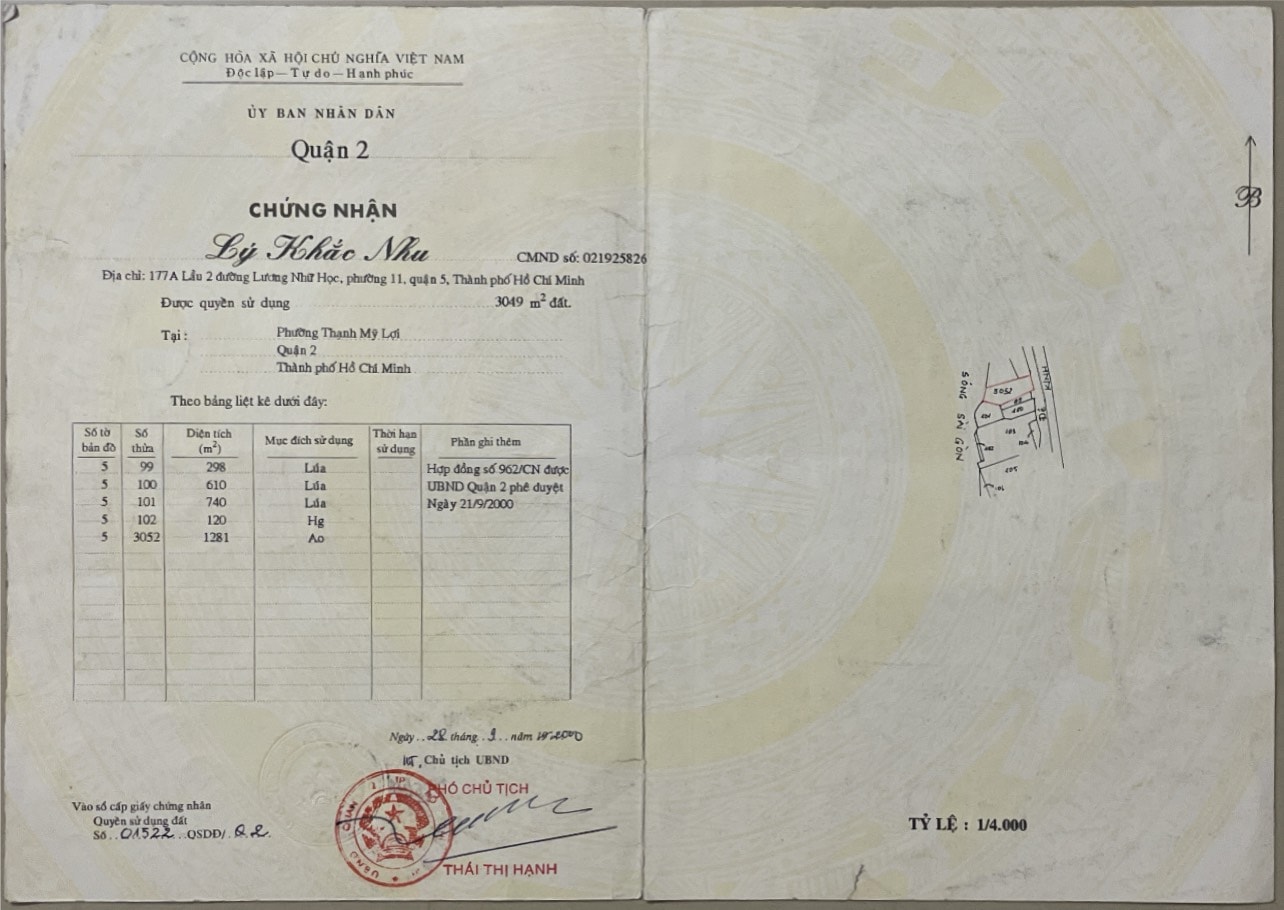 CỘNG HÒA XÃ HỘI CHỦ NGHĨA VIỆT NAM
Độc lập — Tự do — Hạnh phúc
ỦY BAN NHÂN DÂN
Quận 2
CHỨNG NHẬN
Lý Khắc Nhu CMND số: 021925826
Địa chỉ: 177A Lầu 2 đường Lương Nhữ Học, phường 11, quận 5, Thành phố Hồ Chí Minh
Được quyền sử dụng 3049 m² đất.
Tại : Phường Thạnh Mỹ Lợi
Quận 2
Thành phố Hồ Chí Minh
Theo bảng liệt kê dưới đây:
Số tờ bản đồ Số thửa Diện tích (m²) Mục đích sử dụng Thời hạn sử dụng Phần ghi thêm
5 99 298 Lúa Hợp đồng số 962/CN được
5 100 610 Lúa UBND Quận 2 phê duyệt
5 101 740 Lúa Ngày 21/9/2000
5 102 120 Hg
5 3052 1281 Ao
Ngày..28 tháng..9..năm 2000
KT. Chủ tịch UBND
PHÓ CHỦ TỊCH
THÁI THỊ HẠNH
Vào sổ cấp giấy chứng nhận
Quyền sử dụng đất
Số..01522..QSDĐ/.Q2.
B
SÔNG SÀI GÒN
ĐÊ KINH
TỶ LỆ : 1/4.000